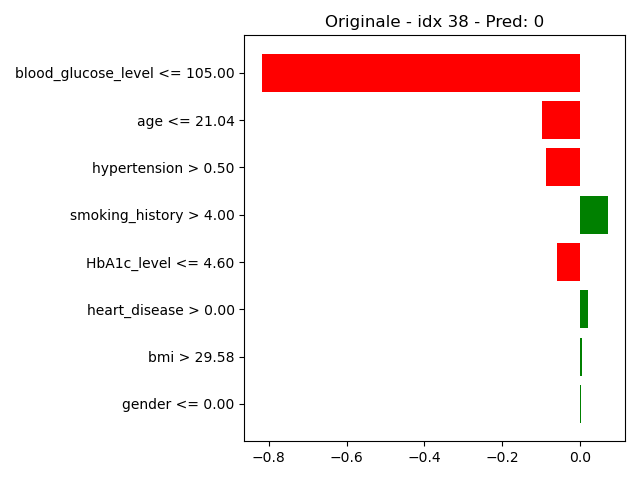 Originale - idx 38 - Pred: 0
blood_glucose_level <= 105.00
age <= 21.04
hypertension > 0.50
smoking_history > 4.00
HbA1c_level <= 4.60
heart_disease > 0.00
bmi > 29.58
gender <= 0.00
−0.8 −0.6 −0.4 −0.2 0.0